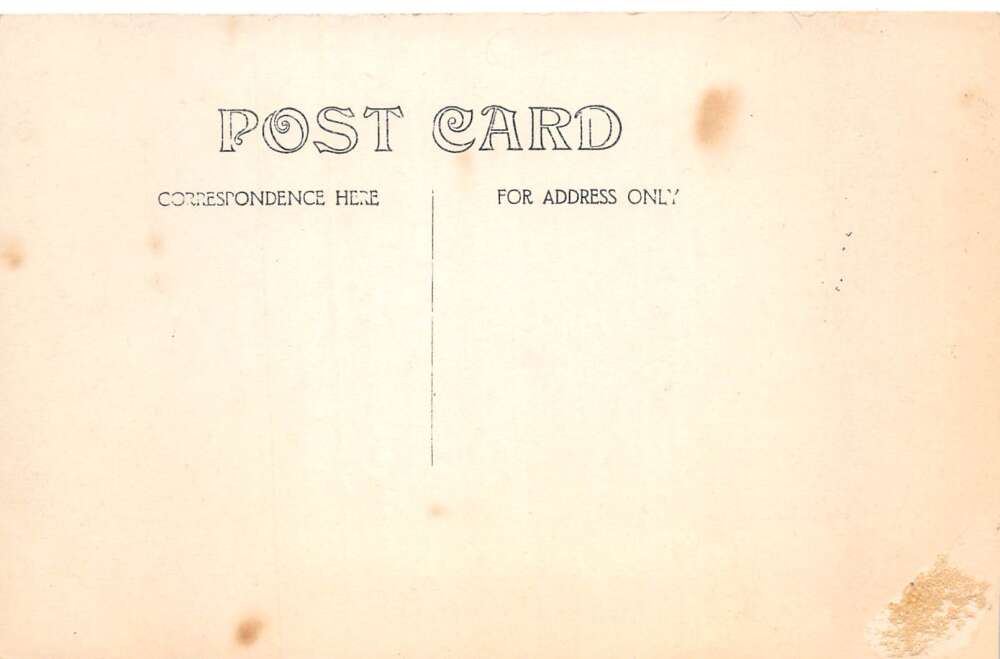 POST CARD
CORRESPONDENCE HERE
FOR ADDRESS ONLY